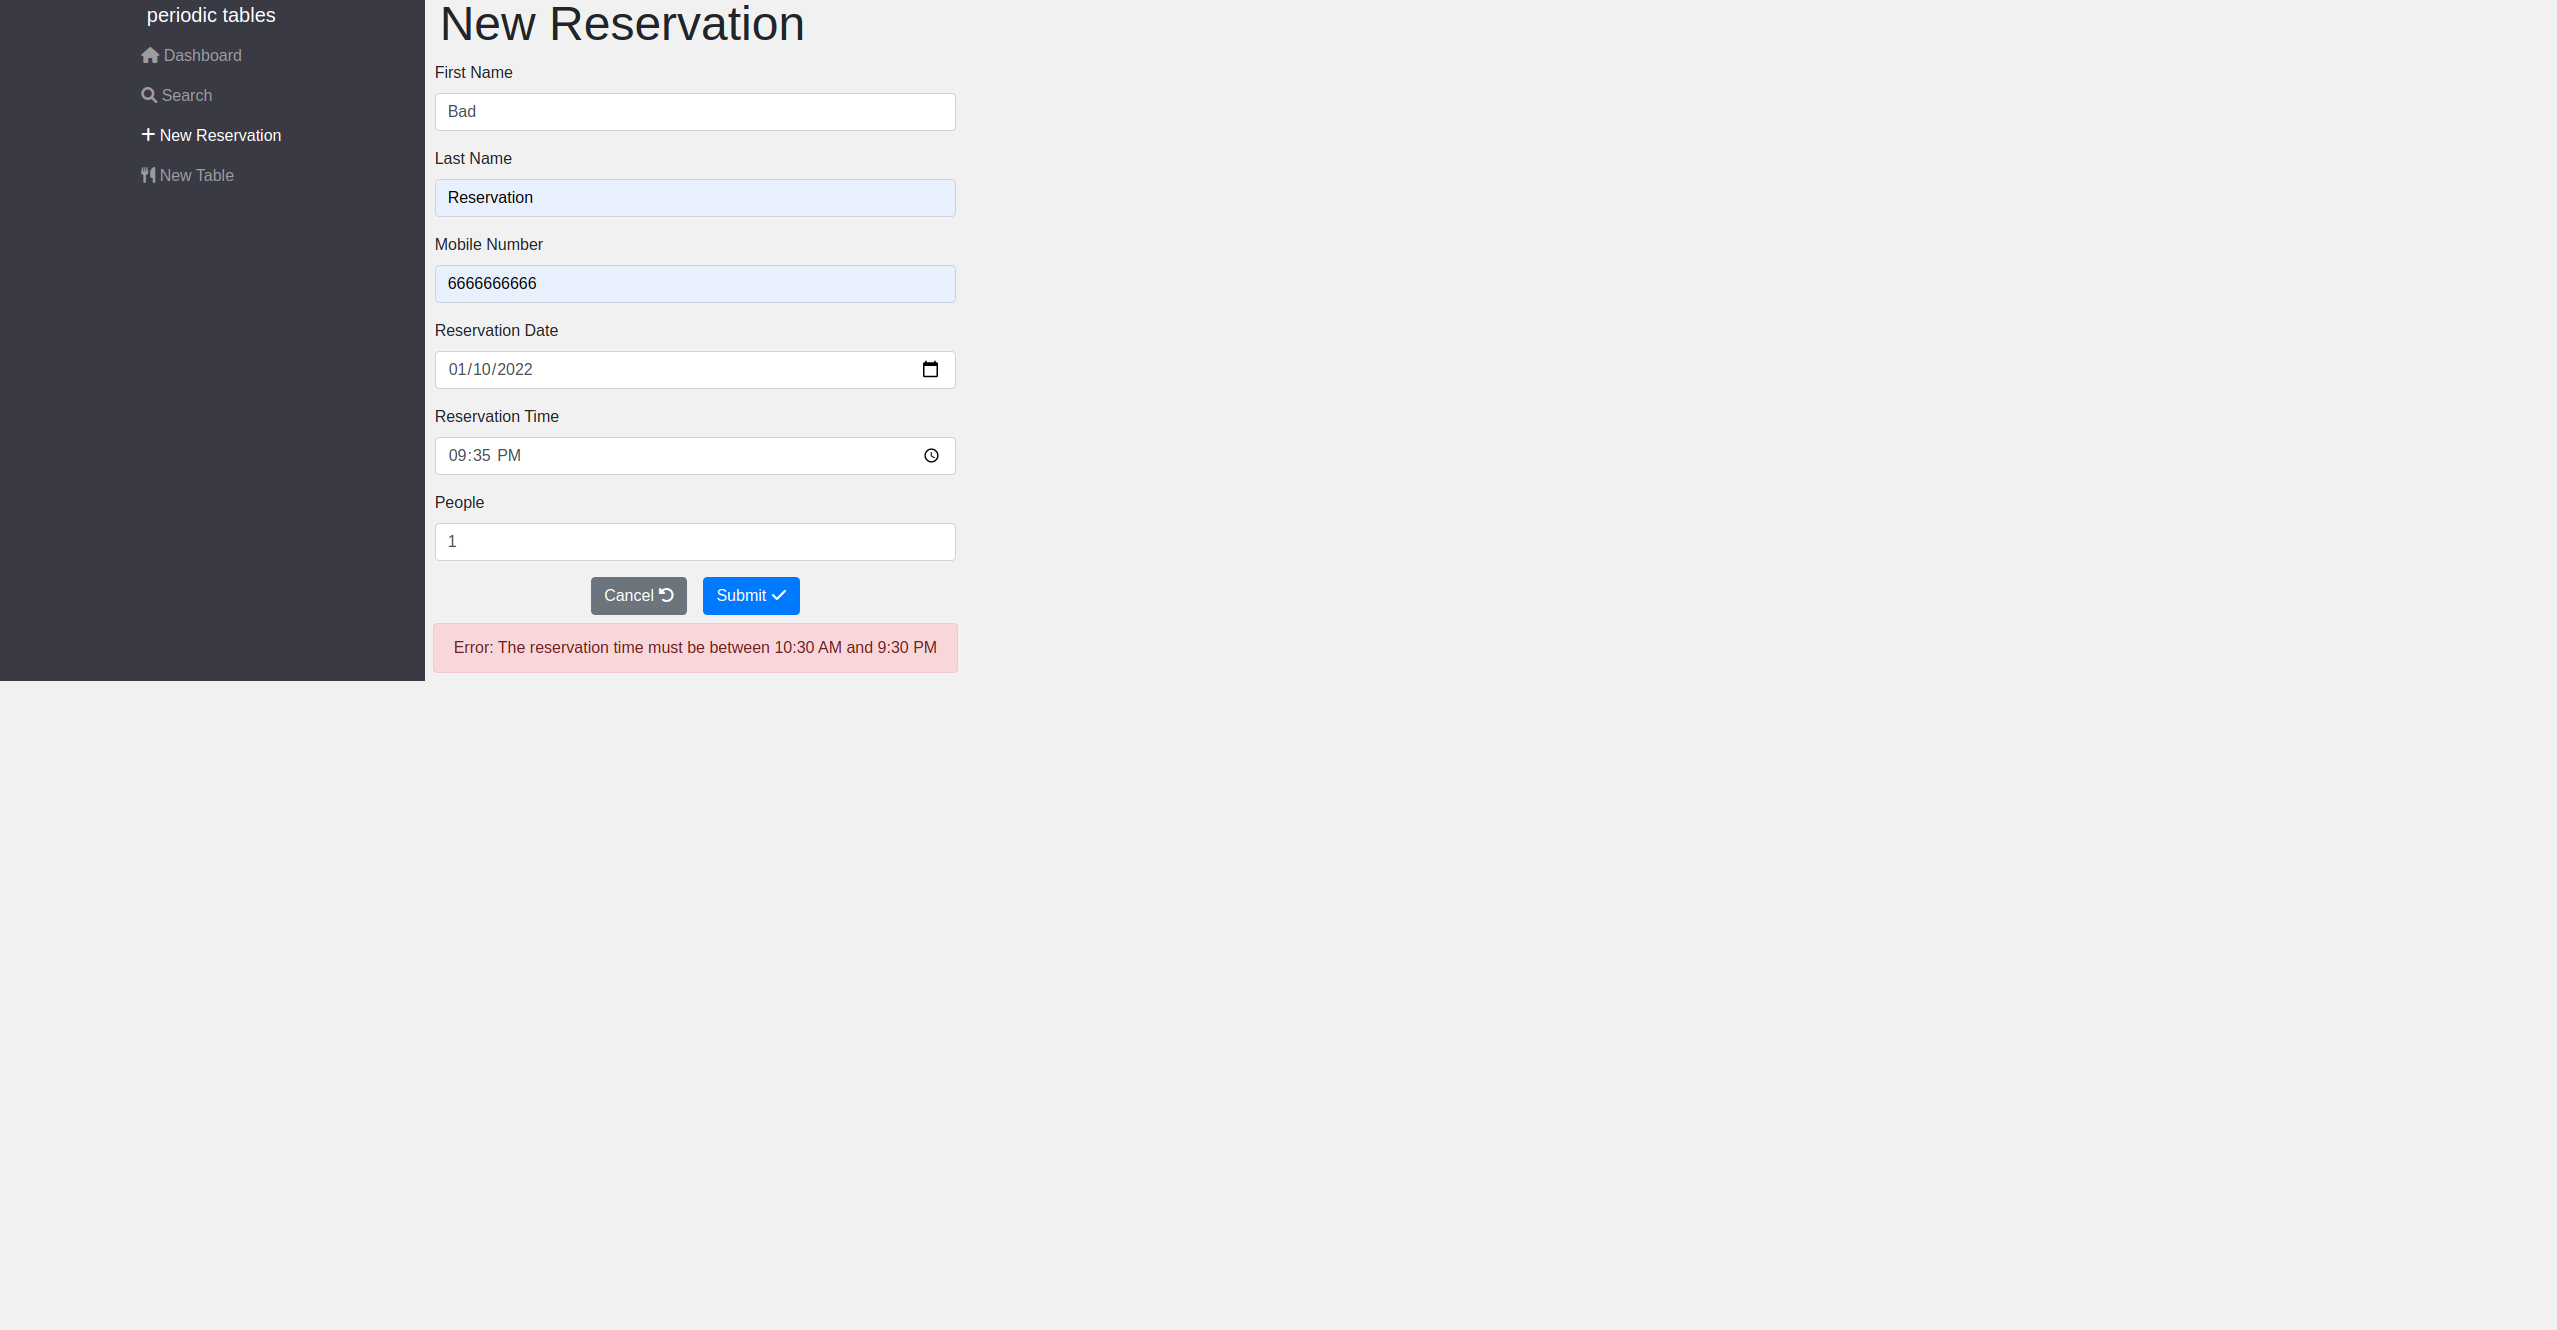 periodic tables
Dashboard
Search
New Reservation
New Table
New Reservation
First Name
Bad
Last Name
Reservation
Mobile Number
6666666666
Reservation Date
01/10/2022
Reservation Time
09:35 PM
People
1
Cancel
Submit
Error: The reservation time must be between 10:30 AM and 9:30 PM